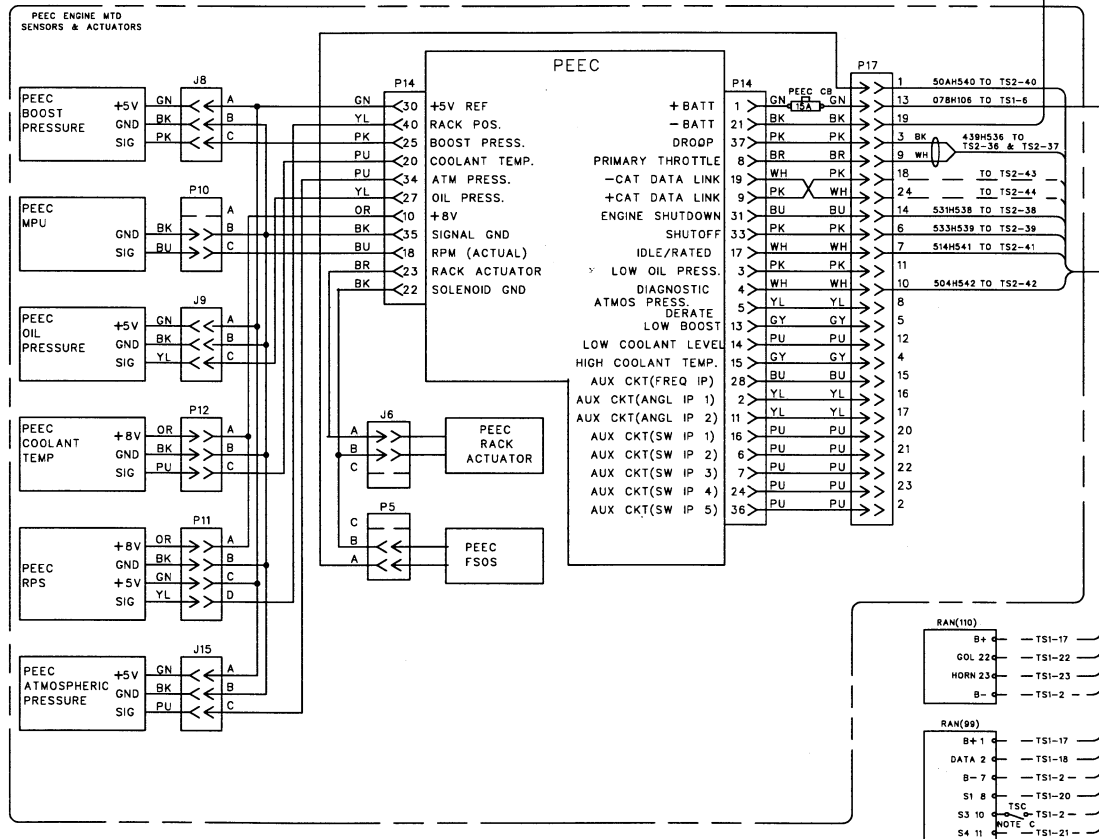 PEEC ENGINE MTD
SENSORS & ACTUATORS
PEEC
BOOST
PRESSURE
+5V GN A
GND BK B
SIG PK C
J8
PEEC
MPU
P10
A
GND BK B
SIG BU C
PEEC
OIL
PRESSURE
J9
+5V GN A
GND BK B
SIG YL C
PEEC
COOLANT
TEMP
P12
+8V OR A
GND BK B
SIG PU C
PEEC
RPS
P11
+8V OR A
GND BK B
+5V GN C
SIG YL D
PEEC
ATMOSPHERIC
PRESSURE
J15
+5V GN A
GND BK B
SIG PU C
PEEC
P14
GN 30 +5V REF
YL 40 RACK POS.
PK 25 BOOST PRESS.
PU 20 COOLANT TEMP.
PU 34 ATM PRESS.
YL 27 OIL PRESS.
OR 10 +8V
BK 35 SIGNAL GND
BU 18 RPM (ACTUAL)
BR 23 RACK ACTUATOR
BK 22 SOLENOID GND
J6
A
B
C
PEEC
RACK
ACTUATOR
P5
C
B
A
PEEC
FSOS
P14
PEEC CB
P17
1 50AH540 TO TS2-40
+BATT 1 GN 15A GN 13 078H106 TO TS1-6
-BATT 21 BK BK 19
DROOP 37 PK PK 3 BK 439H536 TO
TS2-36 & TS2-37
PRIMARY THROTTLE 8 BR BR 9 WH
-CAT DATA LINK 19 WH PK 18 TO TS2-43
+CAT DATA LINK 9 PK WH 24 TO TS2-44
ENGINE SHUTDOWN 31 BU BU 14 531H538 TO TS2-38
SHUTOFF 33 PK PK 6 533H539 TO TS2-39
IDLE/RATED 17 WH WH 7 514H541 TO TS2-41
LOW OIL PRESS. 3 PK PK 11
DIAGNOSTIC 4 WH WH 10 504H542 TO TS2-42
ATMOS PRESS.
DERATE 5 YL YL 8
LOW BOOST 13 GY GY 5
LOW COOLANT LEVEL 14 PU PU 12
HIGH COOLANT TEMP. 15 GY GY 4
AUX CKT(FREQ IP) 28 BU BU 15
AUX CKT(ANGL IP 1) 2 YL YL 16
AUX CKT(ANGL IP 2) 11 YL YL 17
AUX CKT(SW IP 1) 16 PU PU 20
AUX CKT(SW IP 2) 6 PU PU 21
AUX CKT(SW IP 3) 7 PU PU 22
AUX CKT(SW IP 4) 24 PU PU 23
AUX CKT(SW IP 5) 36 PU PU 2
RAN(110)
B+ TS1-17
GOL 22 TS1-22
HORN 23 TS1-23
B- TS1-2
RAN(99)
B+ 1 TS1-17
DATA 2 TS1-18
B- 7 TS1-2
S1 8 TS1-20
S3 10 TSC TS1-2
NOTE C
S4 11 TS1-21